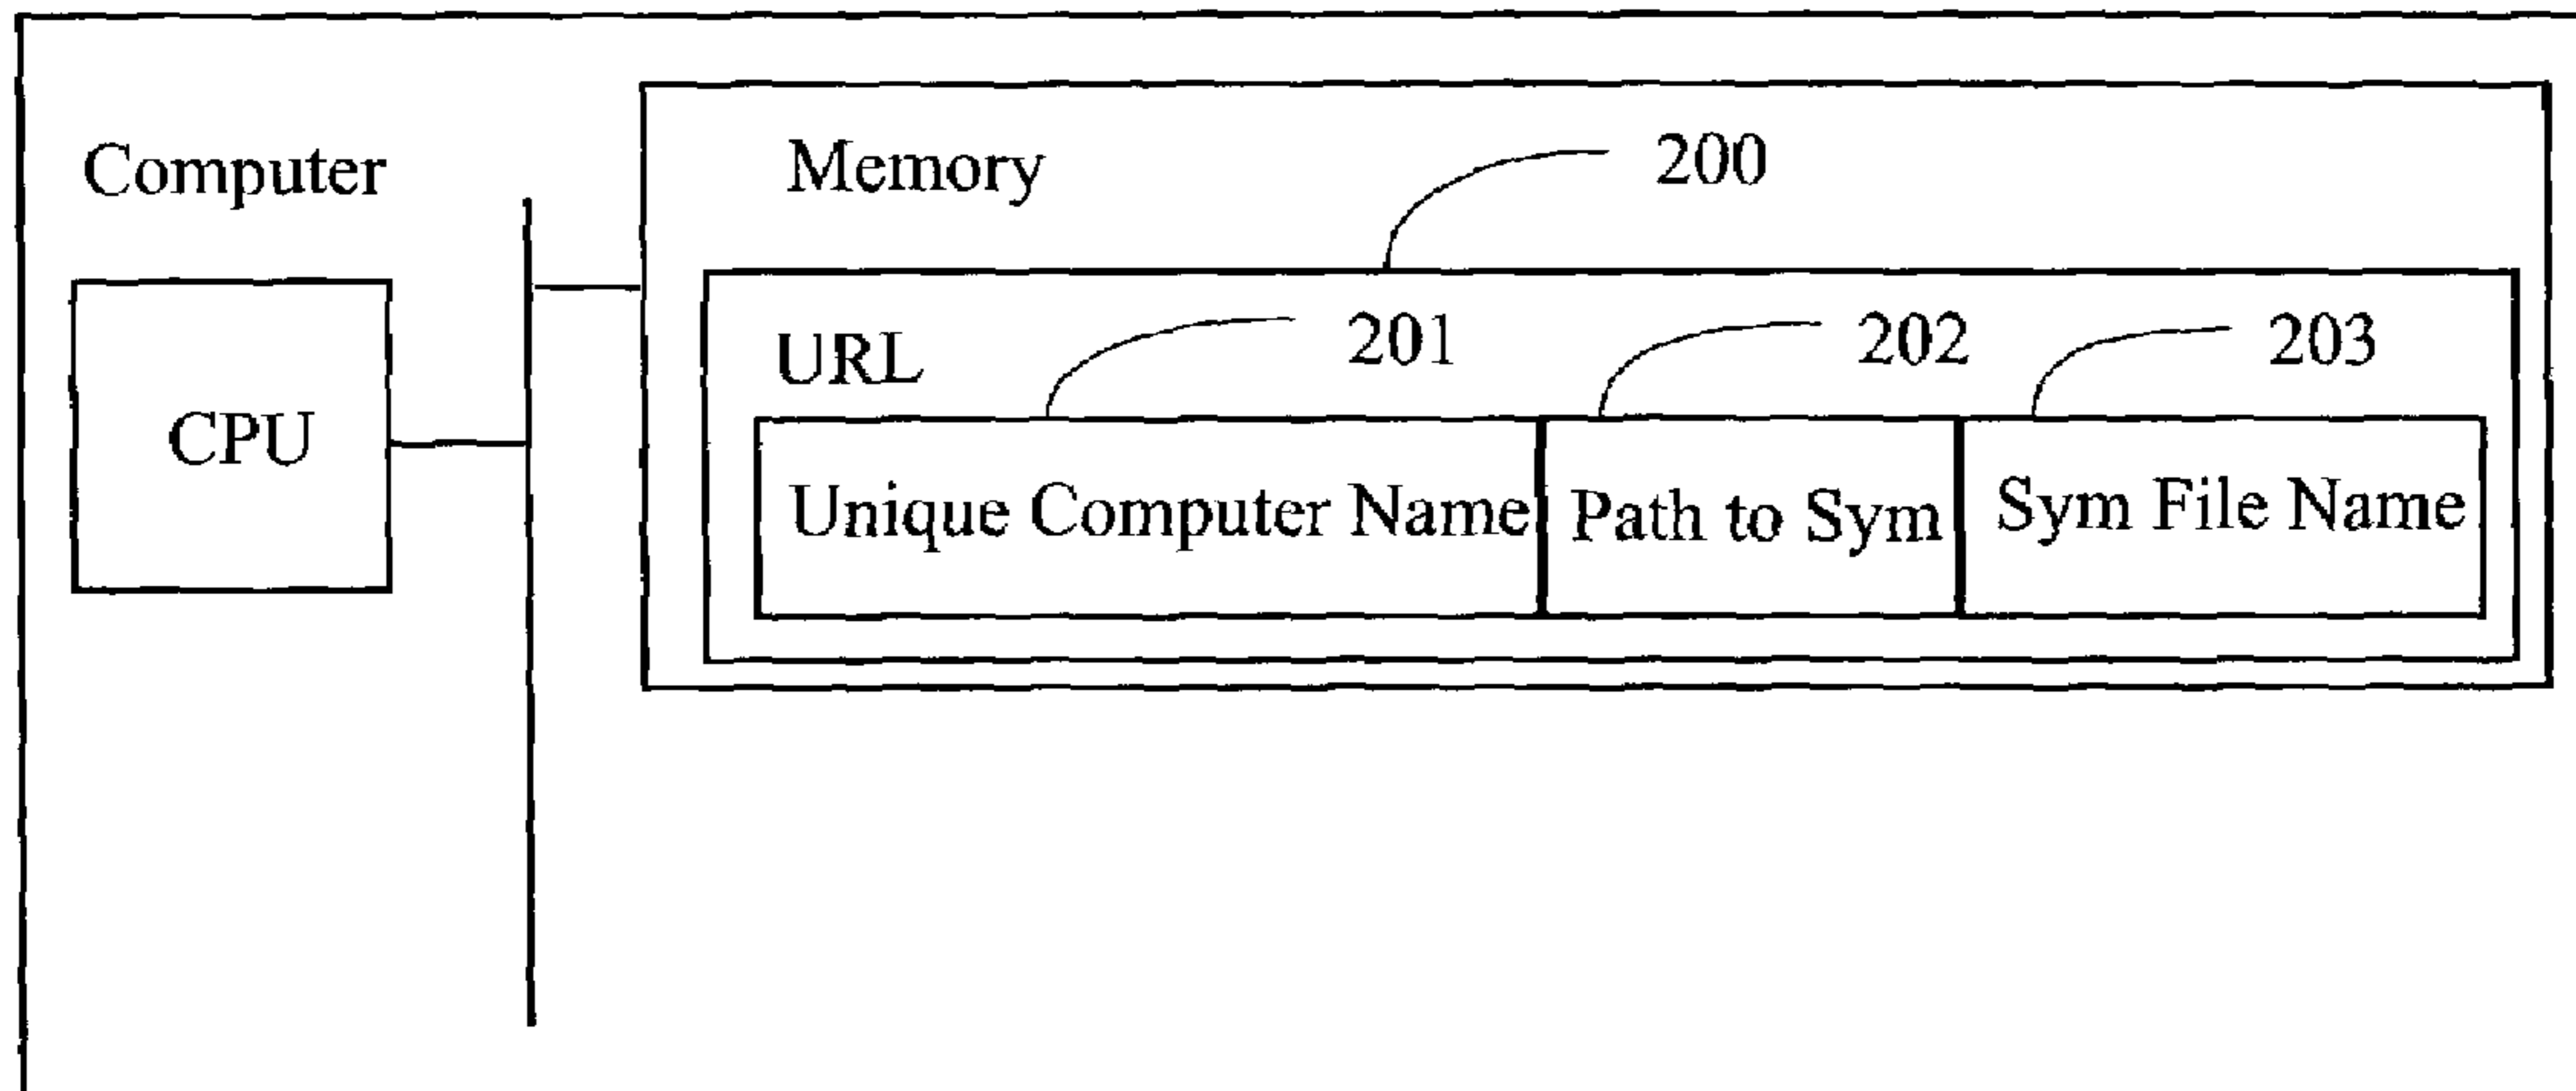 Computer
Memory
200
URL
201
202
203
CPU
Unique Computer Name
Path to Sym
Sym File Name